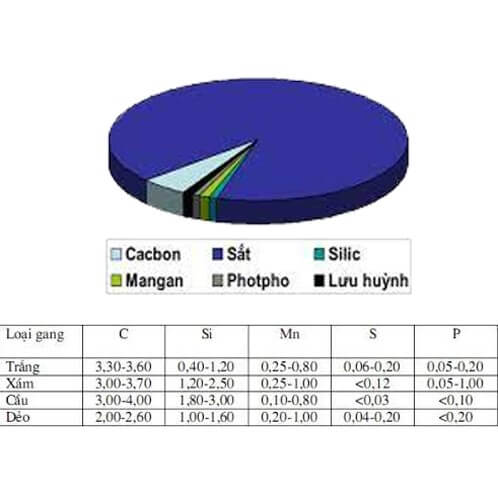 Cacbon Sắt Silic
Mangan Photpho Lưu huỳnh
Loại gang C Si Mn S P
Trắng 3,30-3,60 0,40-1,20 0,25-0,80 0,06-0,20 0,05-0,20
Xám 3,00-3,70 1,20-2,50 0,25-1,00 <0,12 0,05-1,00
Cầu 3,00-4,00 1,80-3,00 0,10-0,80 <0,03 <0,10
Dẻo 2,00-2,60 1,00-1,60 0,20-1,00 0,04-0,20 <0,20